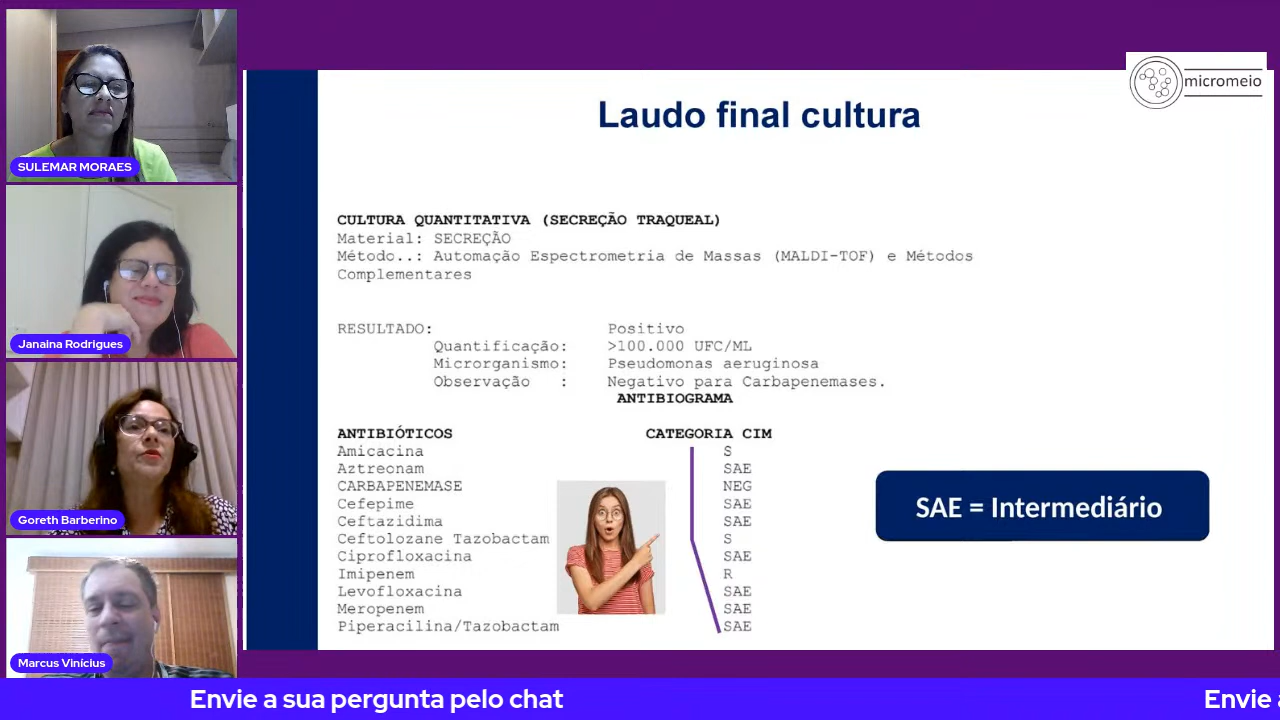 SULEMAR MORAES
Janaina Rodrigues
Goreth Barberino
Marcus Vinícius
micromeio
Laudo final cultura
CULTURA QUANTITATIVA (SECREÇÃO TRAQUEAL)
Material: SECREÇÃO
Método..: Automação Espectrometria de Massas (MALDI-TOF) e Métodos
Complementares
RESULTADO: Positivo
Quantificação: >100.000 UFC/ML
Microrganismo: Pseudomonas aeruginosa
Observação : Negativo para Carbapenemases.
ANTIBIOGRAMA
ANTIBIÓTICOS CATEGORIA CIM
Amicacina S
Aztreonam SAE
CARBAPENEMASE NEG
Cefepime SAE
Ceftazidima SAE
Ceftolozane Tazobactam S
Ciprofloxacina SAE
Imipenem R
Levofloxacina SAE
Meropenem SAE
Piperacilina/Tazobactam SAE
SAE = Intermediário
Envie a sua pergunta pelo chat
Envie a